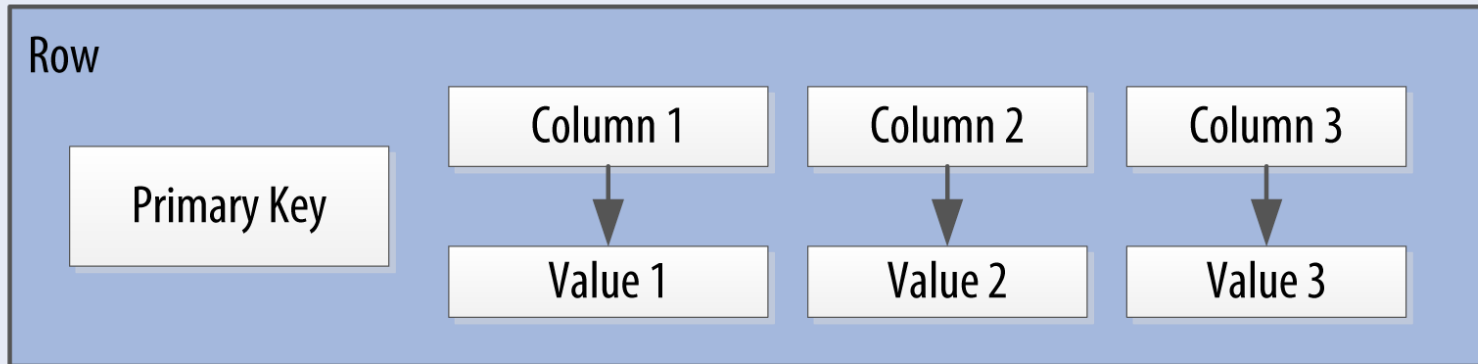 Row
Primary Key
Column 1
Column 2
Column 3
Value 1
Value 2
Value 3